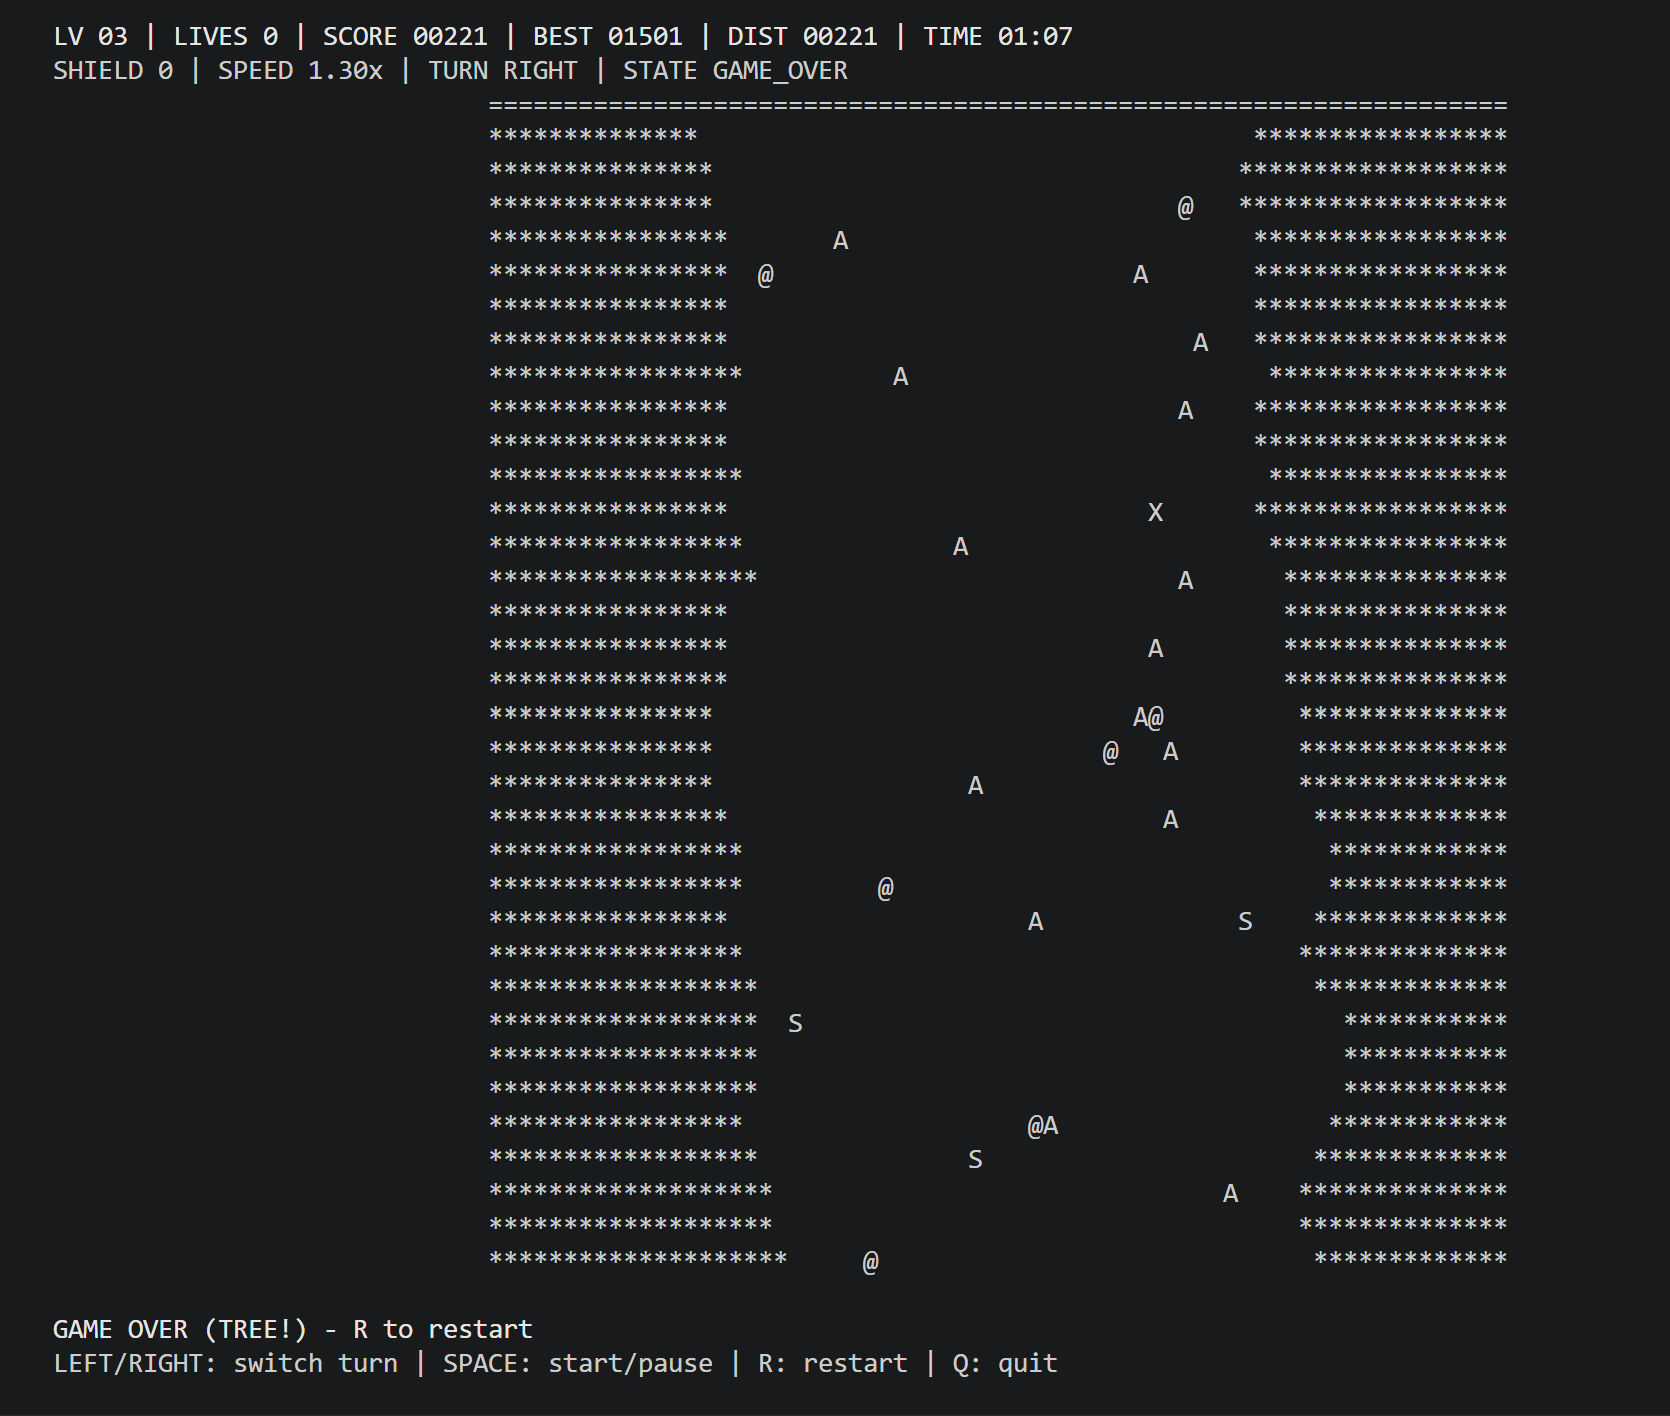 LV 03 | LIVES 0 | SCORE 00221 | BEST 01501 | DIST 00221 | TIME 01:07
SHIELD 0 | SPEED 1.30x | TURN RIGHT | STATE GAME_OVER
====================================================================
**************                                     *****************
***************                                   ******************
***************                               @   ******************
****************       A                           *****************
****************  @                        A       *****************
****************                                   *****************
****************                               A   *****************
*****************          A                        ****************
****************                              A    *****************
****************                                   *****************
*****************                                   ****************
****************                            X      *****************
*****************              A                    ****************
******************                            A      ***************
****************                                     ***************
****************                            A        ***************
****************                                     ***************
***************                            A@         **************
***************                          @   A        **************
***************                 A                     **************
****************                             A         *************
*****************                                       ************
*****************         @                             ************
****************                    A             S    *************
*****************                                     **************
******************                                     *************
******************  S                                    ***********
******************                                       ***********
******************                                       ***********
*****************                   @A                  ************
******************              S                      *************
*******************                              A    **************
*******************                                   **************
********************     @                             *************
GAME OVER (TREE!) - R to restart
LEFT/RIGHT: switch turn | SPACE: start/pause | R: restart | Q: quit